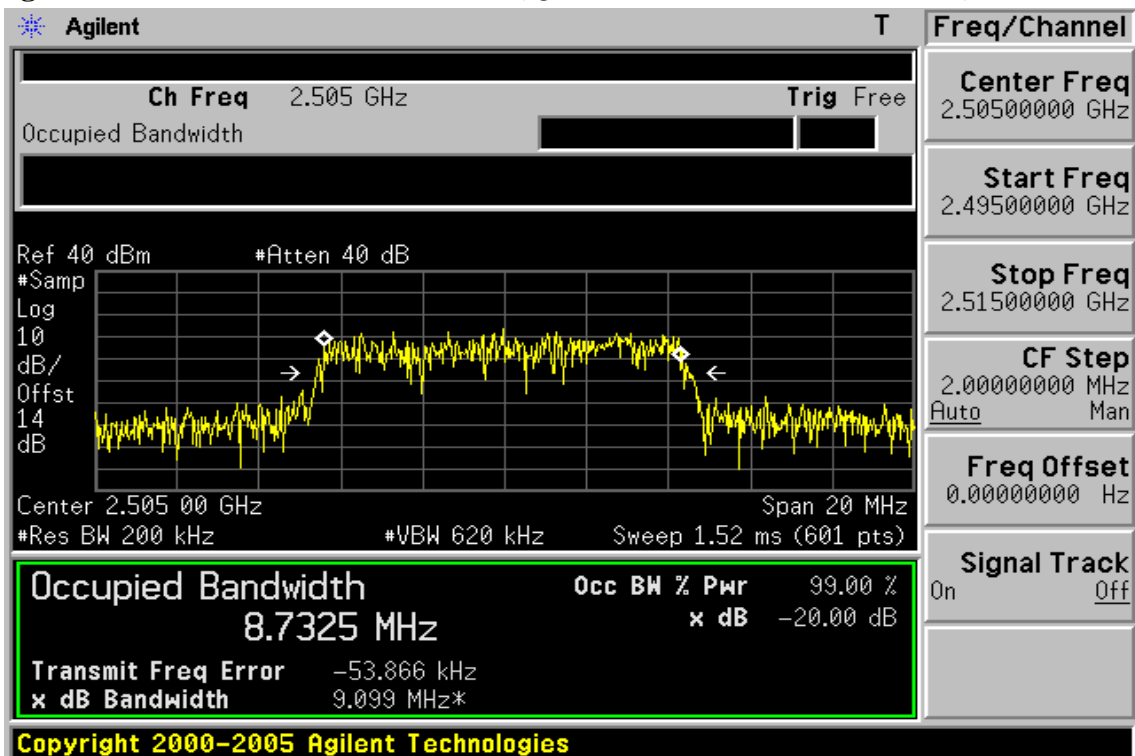 Agilent T
Freq/Channel
Ch Freq 2.505 GHz Trig Free
Occupied Bandwidth
Center Freq
2.50500000 GHz
Start Freq
2.49500000 GHz
Stop Freq
2.51500000 GHz
CF Step
2.00000000 MHz
Auto Man
Freq Offset
0.00000000 Hz
Signal Track
On Off
Ref 40 dBm #Atten 40 dB
#Samp
Log
10
dB/
Offst
14
dB
Center 2.505 00 GHz Span 20 MHz
#Res BW 200 kHz #VBW 620 kHz Sweep 1.52 ms (601 pts)
Occupied Bandwidth
8.7325 MHz
Occ BW % Pwr 99.00 %
x dB -20.00 dB
Transmit Freq Error -53.866 kHz
x dB Bandwidth 9.099 MHz*
Copyright 2000-2005 Agilent Technologies